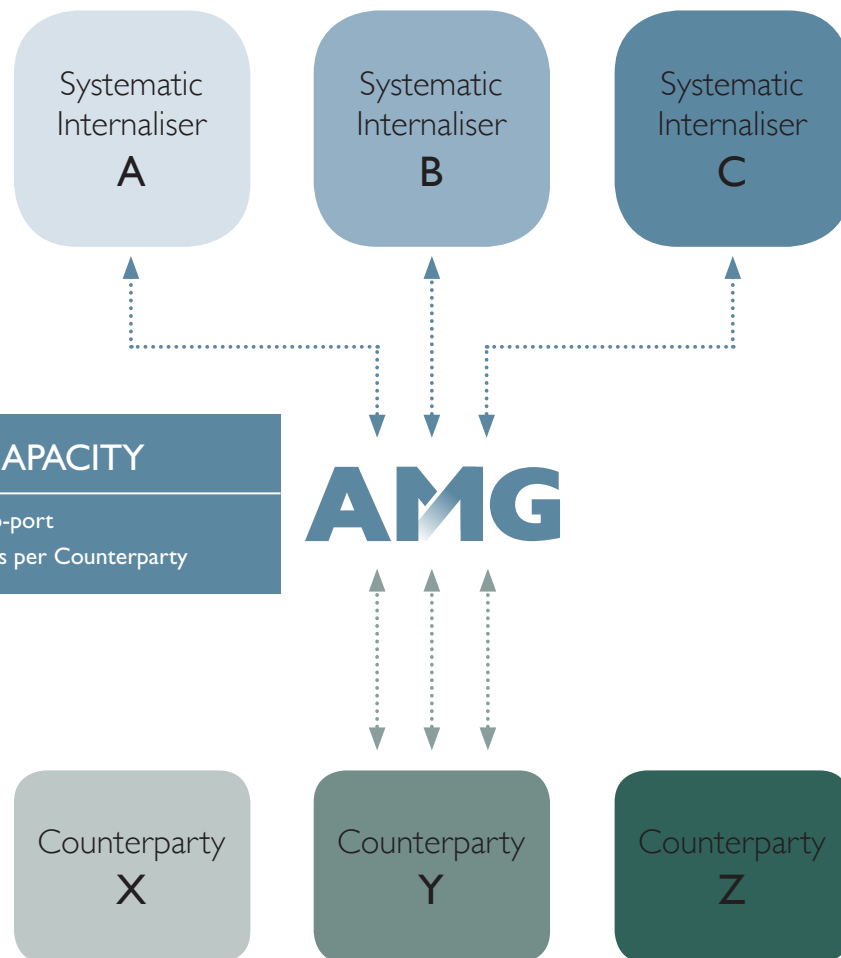 Systematic
Internaliser
A
Systematic
Internaliser
B
Systematic
Internaliser
C
APACITY
-port
per Counterparty
AMG
Counterparty
X
Counterparty
Y
Counterparty
Z